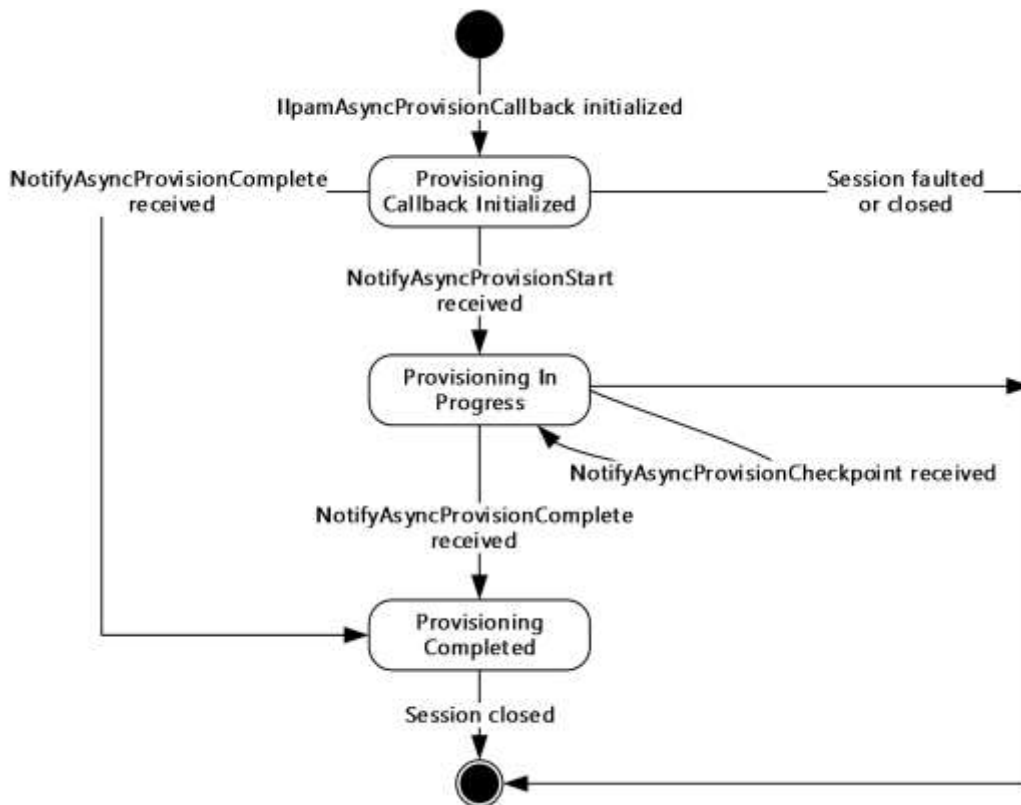 IIpamAsyncProvisionCallback initialized
Provisioning
Callback Initialized
NotifyAsyncProvisionComplete
received
Session faulted
or closed
NotifyAsyncProvisionStart
received
Provisioning In
Progress
NotifyAsyncProvisionCheckpoint received
NotifyAsyncProvisionComplete
received
Provisioning
Completed
Session closed